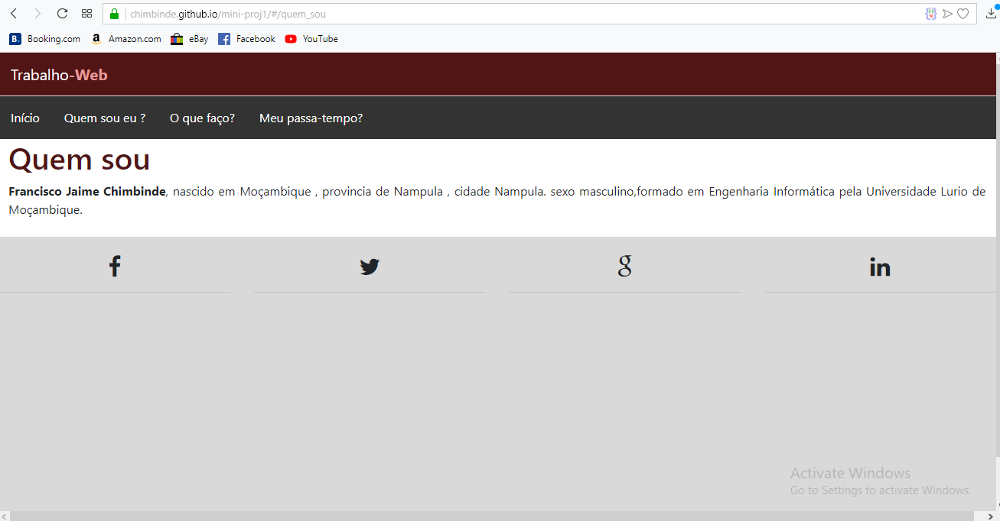 chimbinde.github.io/mini-proj1/#/quem_sou
B. Booking.com a Amazon.com eBay Facebook YouTube
Trabalho-Web
Início Quem sou eu ? O que faço? Meu passa-tempo?
Quem sou
Francisco Jaime Chimbinde, nascido em Moçambique , provincia de Nampula , cidade Nampula. sexo masculino,formado em Engenharia Informática pela Universidade Lurio de
Moçambique.
f g in
Activate Windows
Go to Settings to activate Windows.